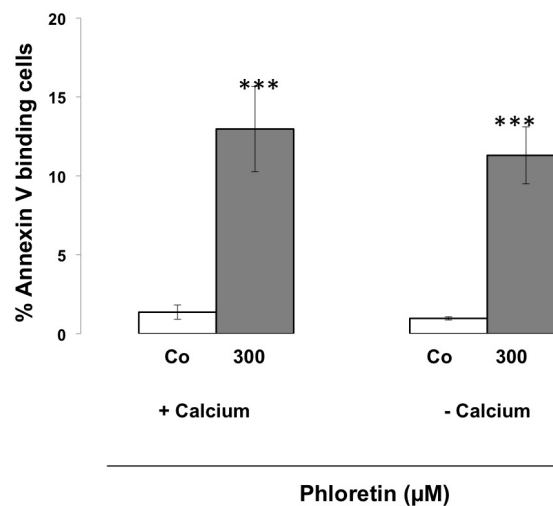 % Annexin V binding cells
20
15
10
5
0
***
***
Co 300 Co 300
+ Calcium - Calcium
Phloretin (µM)